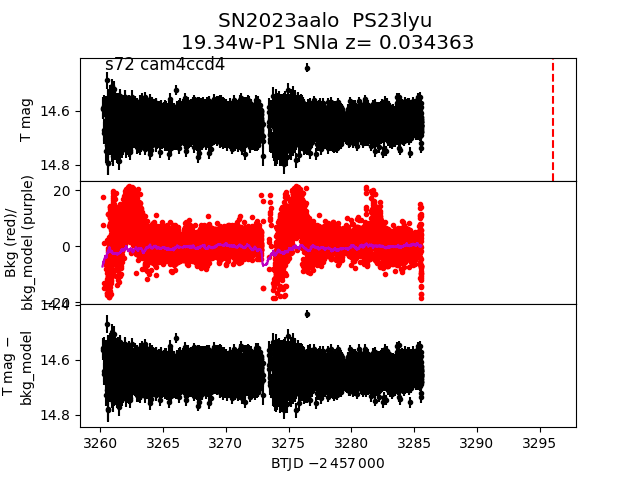 SN2023aalo PS23lyu
19.34w-P1 SNIa z= 0.034363
s72 cam4ccd4
T mag
14.6
14.8
Bkg (red)/
bkg_model (purple)
20
0
−20
14.4
T mag −
bkg_model
14.6
14.8
3260 3265 3270 3275 3280 3285 3290 3295
BTJD −2 457 000